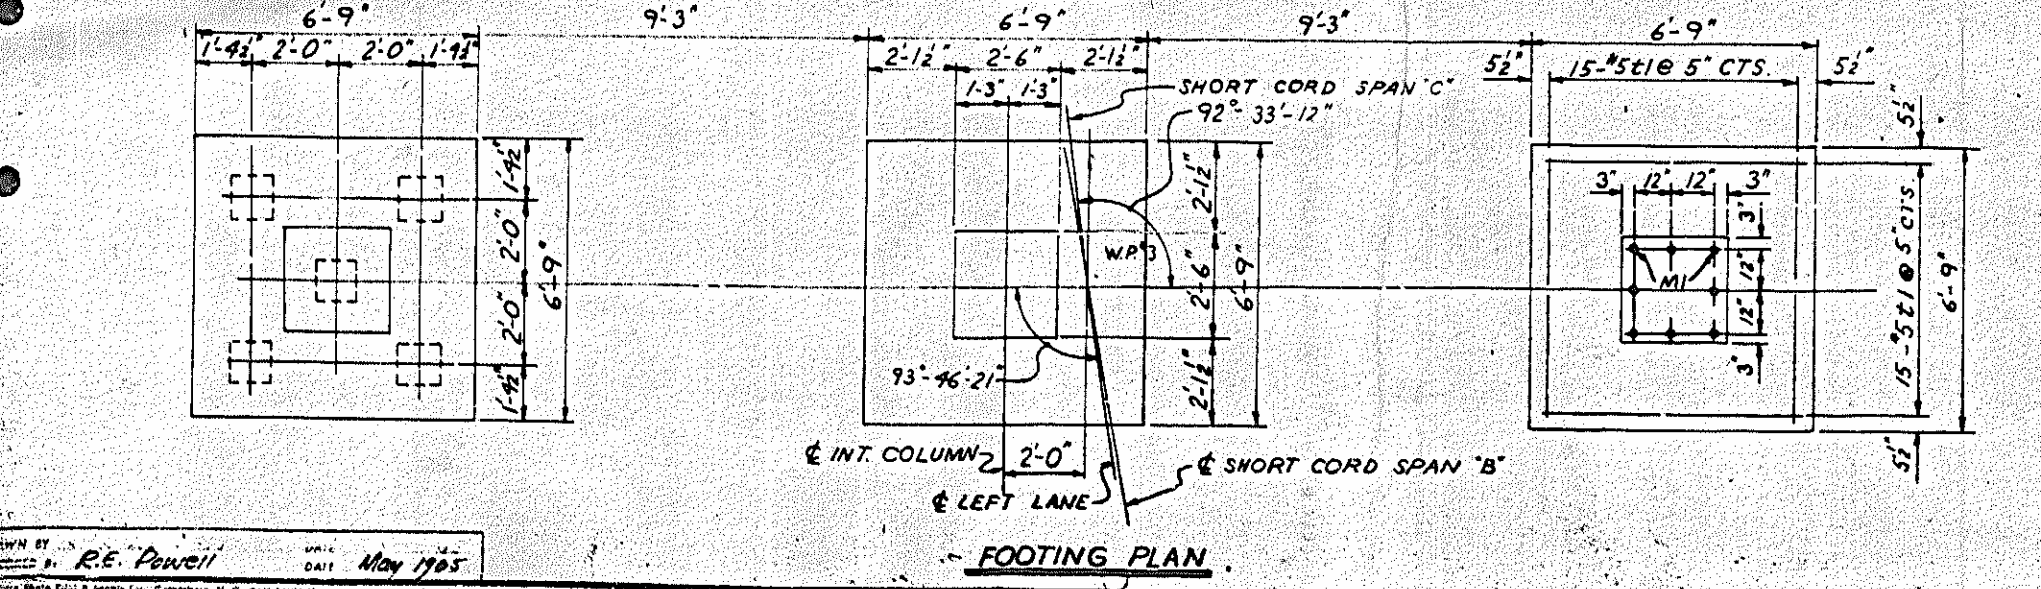 6'-9" 9'-3" 6'-9" 9'-3" 6'-9"
1'-4½" 2'-0" 2'-0" 1'-4½" 2'-1½" 2'-6" 2'-1½" 5½" 15-#5t1@ 5" CTS. 5½"
1'-3" 1'-3"
SHORT CORD SPAN "C"
92°-33'-12"
1'-4½"
2'-0"
2'-0"
1'-4½"
6'-9"
2'-1½"
2'-6"
2'-1½"
6'-9"
W.P. #3
93°-46'-21"
5½"
3" 12" 12" 3"
3"
12"
12"
3"
M1
15-#5t1@ 5" CTS.
6'-9"
5½"
℄ INT. COLUMN
2'-0"
℄ SHORT CORD SPAN "B"
℄ LEFT LANE
FOOTING PLAN
R.E. Powell DATE May 1965